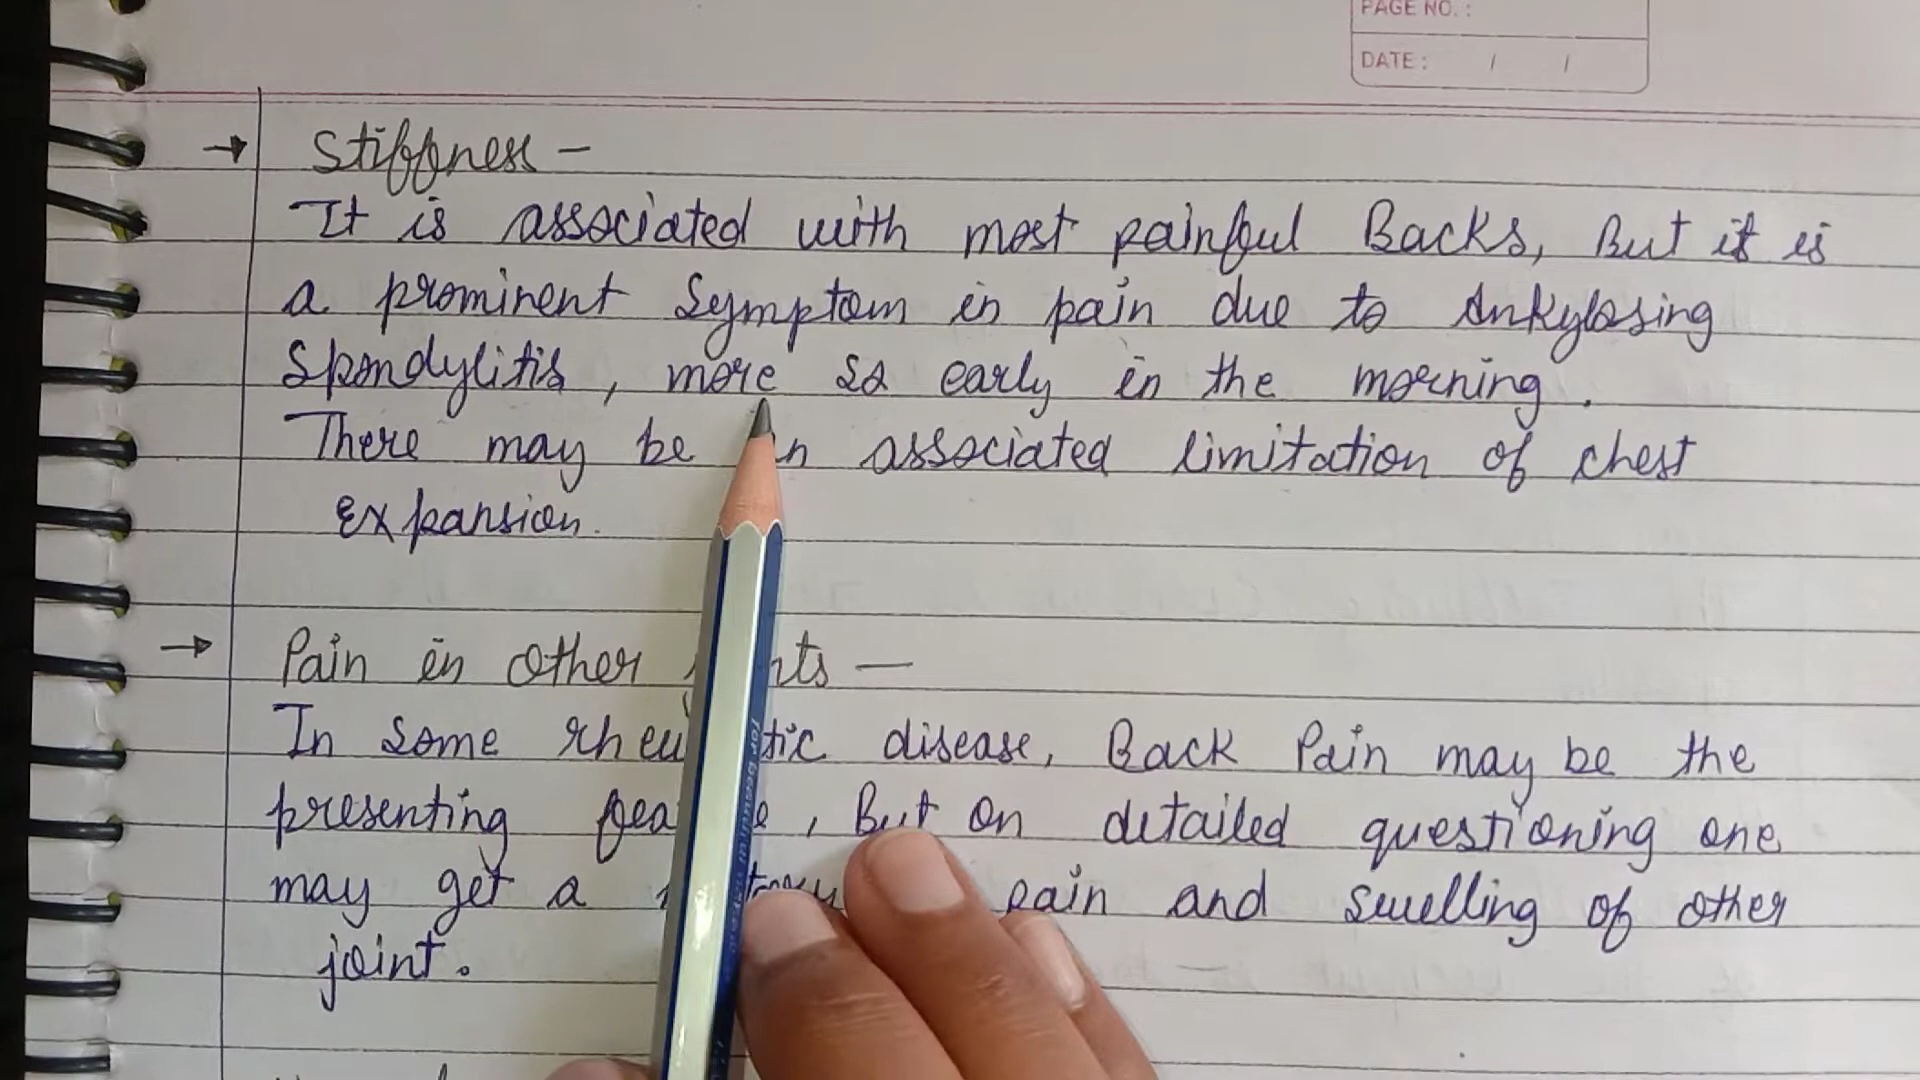 PAGE NO. :
DATE : / /
→ Stiffness –
It is associated with most painful Backs, But it is
a prominent Symptom in pain due to Ankylosing
Spondylitis, more so early in the morning.
There may be associated limitation of chest
Expansion.
→ Pain in Other —
In Some disease, Back Pain may be the
presenting , But on detailed questioning one
may get a pain and swelling of other
joint.